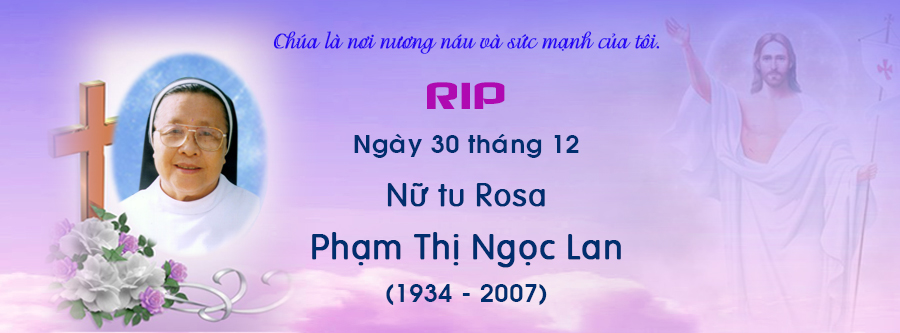 Chúa là nơi nương náu và sức mạnh của tôi.
RIP
Ngày 30 tháng 12
Nữ tu Rosa
Phạm Thị Ngọc Lan
(1934 - 2007)